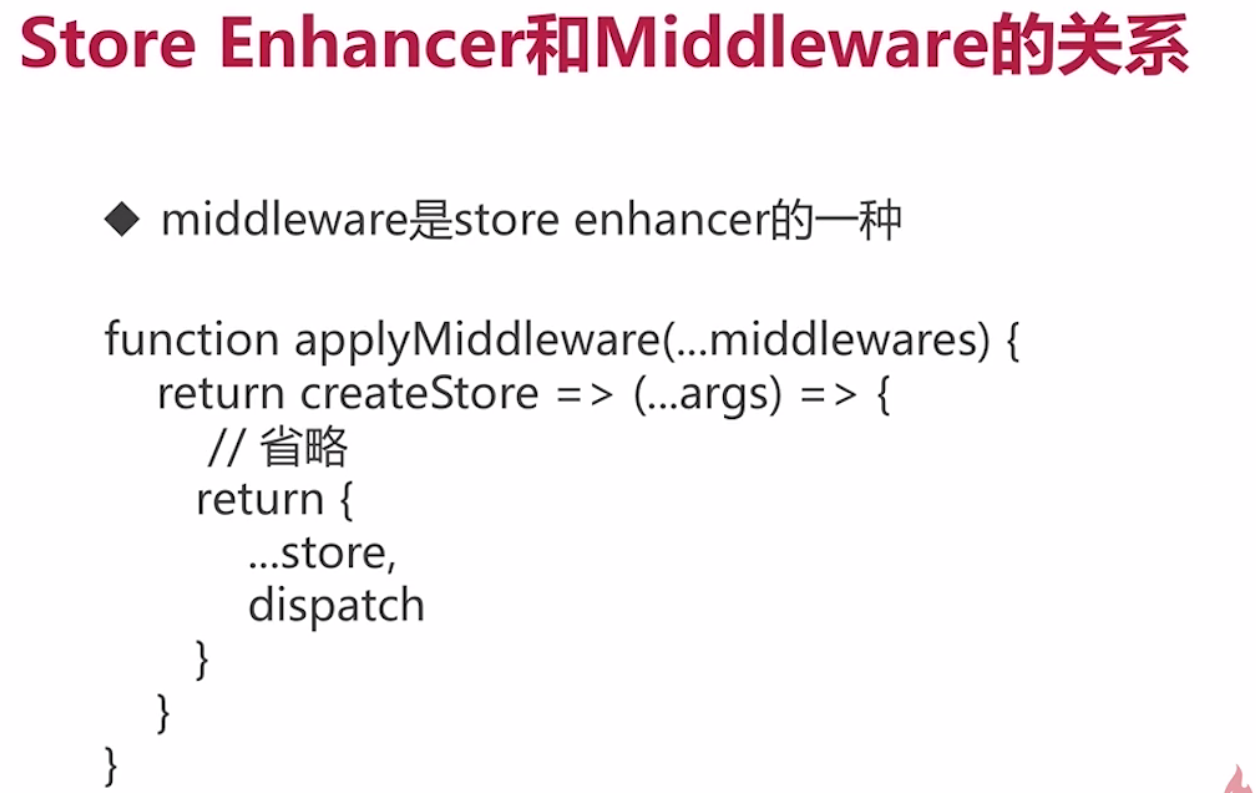 Store Enhancer和Middleware的关系
◆ middleware是store enhancer的一种
function applyMiddleware(...middlewares) {
return createStore => (...args) => {
// 省略
return {
...store,
dispatch
}
}
}